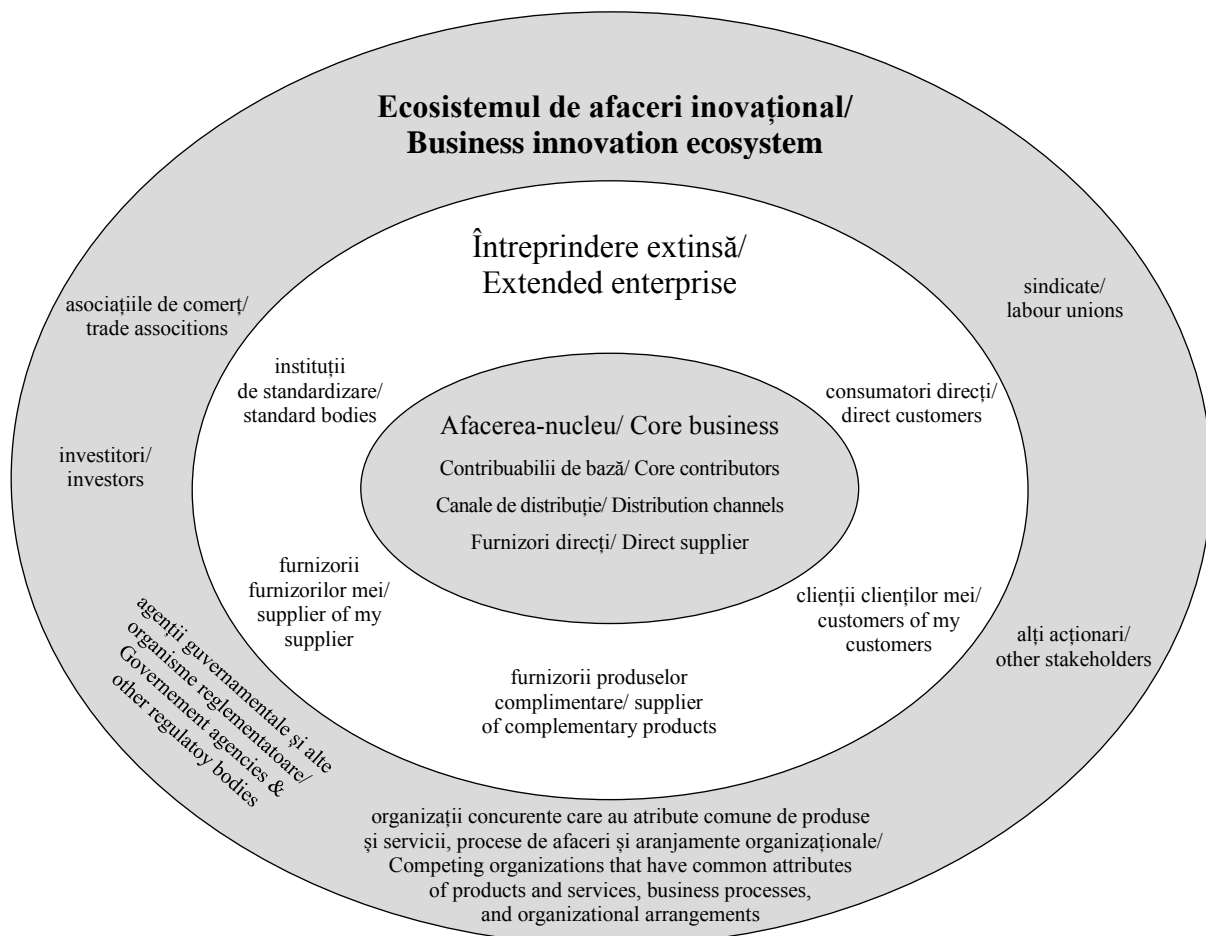 Ecosistemul de afaceri inovațional/
Business innovation ecosystem
Întreprindere extinsă/
Extended enterprise
asociațiile de comerț/
trade associtions
sindicate/
labour unions
instituții
de standardizare/
standard bodies
consumatori direcți/
direct customers
Afacerea-nucleu/ Core business
Contribuabilii de bază/ Core contributors
Canale de distribuție/ Distribution channels
Furnizori direcți/ Direct supplier
investitori/
investors
furnizorii
furnizorilor mei/
supplier of my
supplier
clienții clienților mei/
customers of my
customers
agenții guvernamentale și alte
organisme reglementatoare/
Governement agencies &
other regulatoy bodies
alți acționari/
other stakeholders
furnizorii produselor
complimentare/ supplier
of complementary products
organizații concurente care au atribute comune de produse
și servicii, procese de afaceri și aranjamente organizaționale/
Competing organizations that have common attributes
of products and services, business processes,
and organizational arrangements